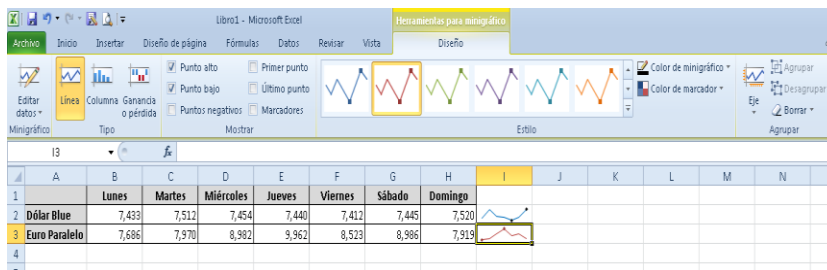 Libro1 - Microsoft Excel
Herramientas para minigráfico
Archivo Inicio Insertar Diseño de página Fórmulas Datos Revisar Vista Diseño
Editar datos
Línea
Columna
Ganancia o pérdida
Punto alto
Primer punto
Punto bajo
Último punto
Puntos negativos
Marcadores
Color de minigráfico
Color de marcador
Eje
Agrupar
Desagrupar
Borrar
Minigráfico Tipo Mostrar Estilo Agrupar
I3 fx
A B C D E F G H I J K L M N
1 Lunes Martes Miércoles Jueves Viernes Sábado Domingo
2 Dólar Blue 7,433 7,512 7,454 7,440 7,412 7,445 7,520
3 Euro Paralelo 7,686 7,970 8,982 9,962 8,523 8,986 7,919
4